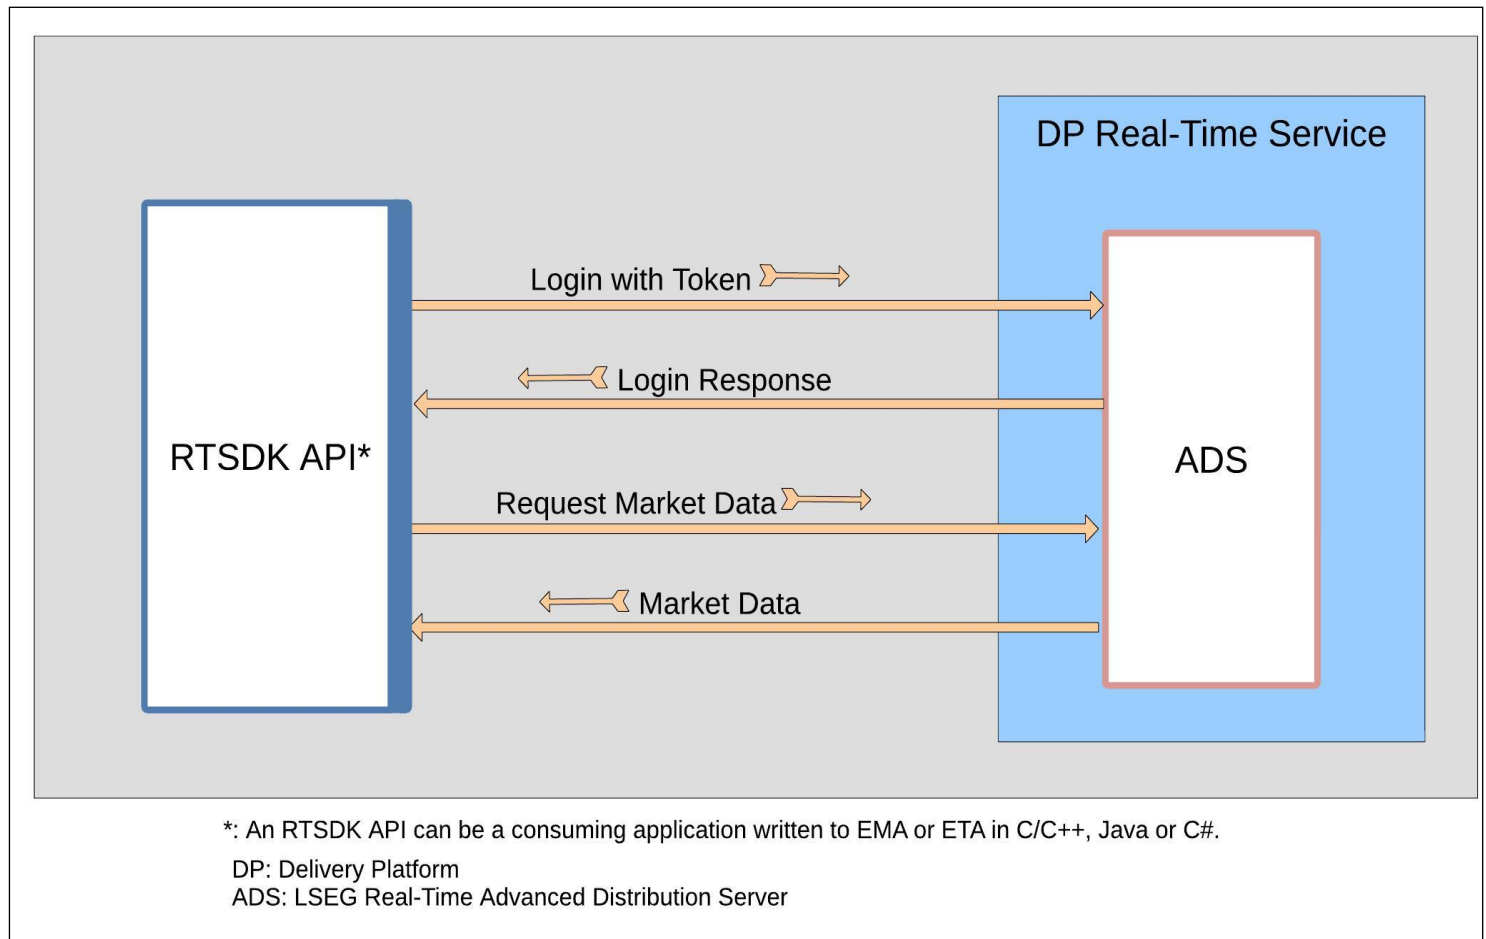 DP Real-Time Service
Login with Token
Login Response
RTSDK API*
ADS
Request Market Data
Market Data
*: An RTSDK API can be a consuming application written to EMA or ETA in C/C++, Java or C#.
DP: Delivery Platform
ADS: LSEG Real-Time Advanced Distribution Server